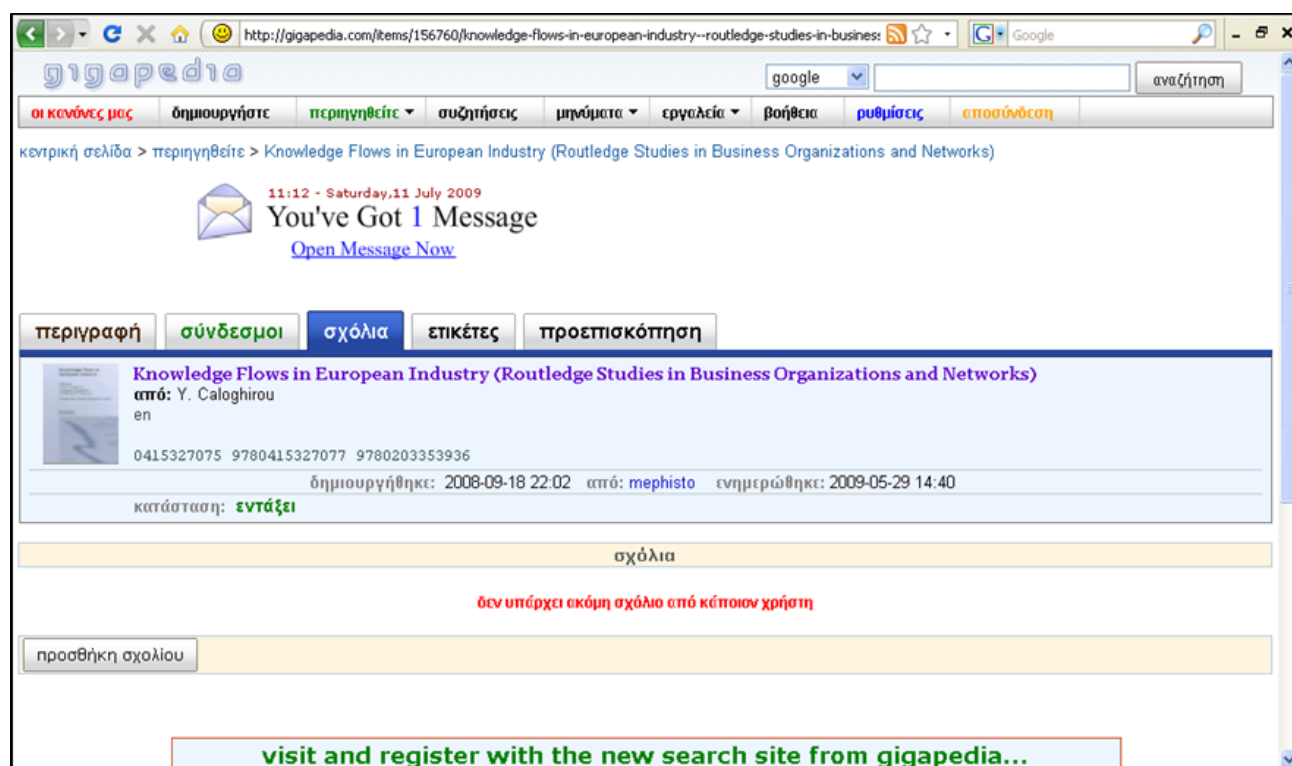 http://gigapedia.com/items/156760/knowledge-flows-in-european-industry--routledge-studies-in-busines: Google
gigapedia google αναζήτηση
οι κανόνες μας δημιουργήστε περιηγηθείτε συζητήσεις μηνύματα εργαλεία βοήθεια ρυθμίσεις αποσύνδεση
κεντρική σελίδα > περιηγηθείτε > Knowledge Flows in European Industry (Routledge Studies in Business Organizations and Networks)
11:12 - Saturday,11 July 2009
You've Got 1 Message
Open Message Now
περιγραφή σύνδεσμοι σχόλια ετικέτες προεπισκόπηση
Knowledge Flows in European Industry (Routledge Studies in Business Organizations and Networks)
από: Y. Caloghirou
en
0415327075 9780415327077 9780203353936
δημιουργήθηκε: 2008-09-18 22:02 από: mephisto ενημερώθηκε: 2009-05-29 14:40
κατάσταση: εντάξει
σχόλια
δεν υπάρχει ακόμη σχόλιο από κάποιον χρήστη
προσθήκη σχολίου
visit and register with the new search site from gigapedia...